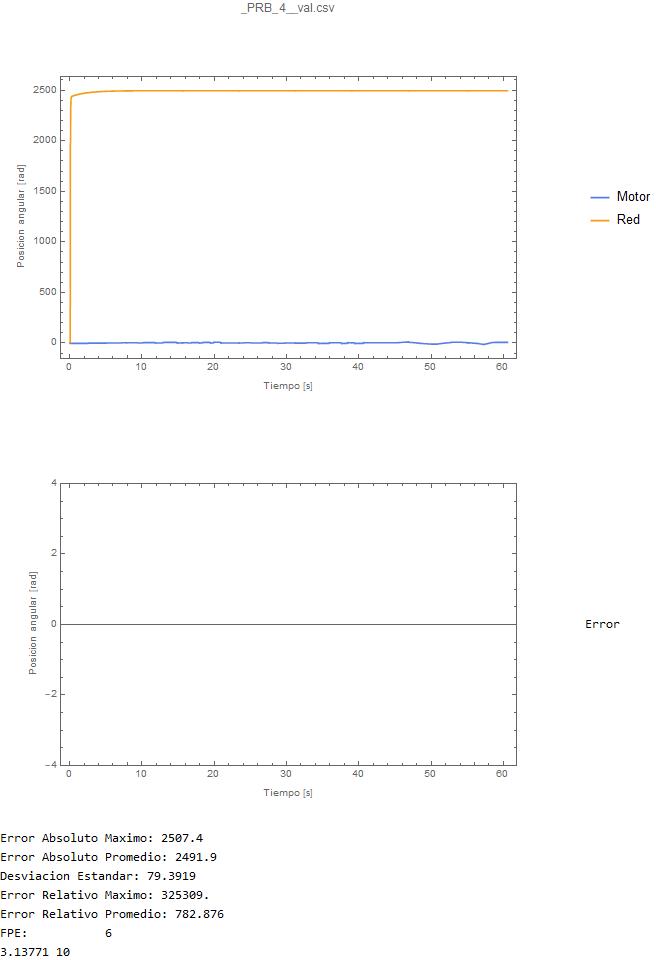 _PRB_4__val.csv
2500
2000
1500
1000
500
0
Posicion angular [rad]
0 10 20 30 40 50 60
Tiempo [s]
Motor
Red
4
2
0
-2
-4
Posicion angular [rad]
0 10 20 30 40 50 60
Tiempo [s]
Error
Error Absoluto Maximo: 2507.4
Error Absoluto Promedio: 2491.9
Desviacion Estandar: 79.3919
Error Relativo Maximo: 325309.
Error Relativo Promedio: 782.876
FPE: 6
3.13771 10